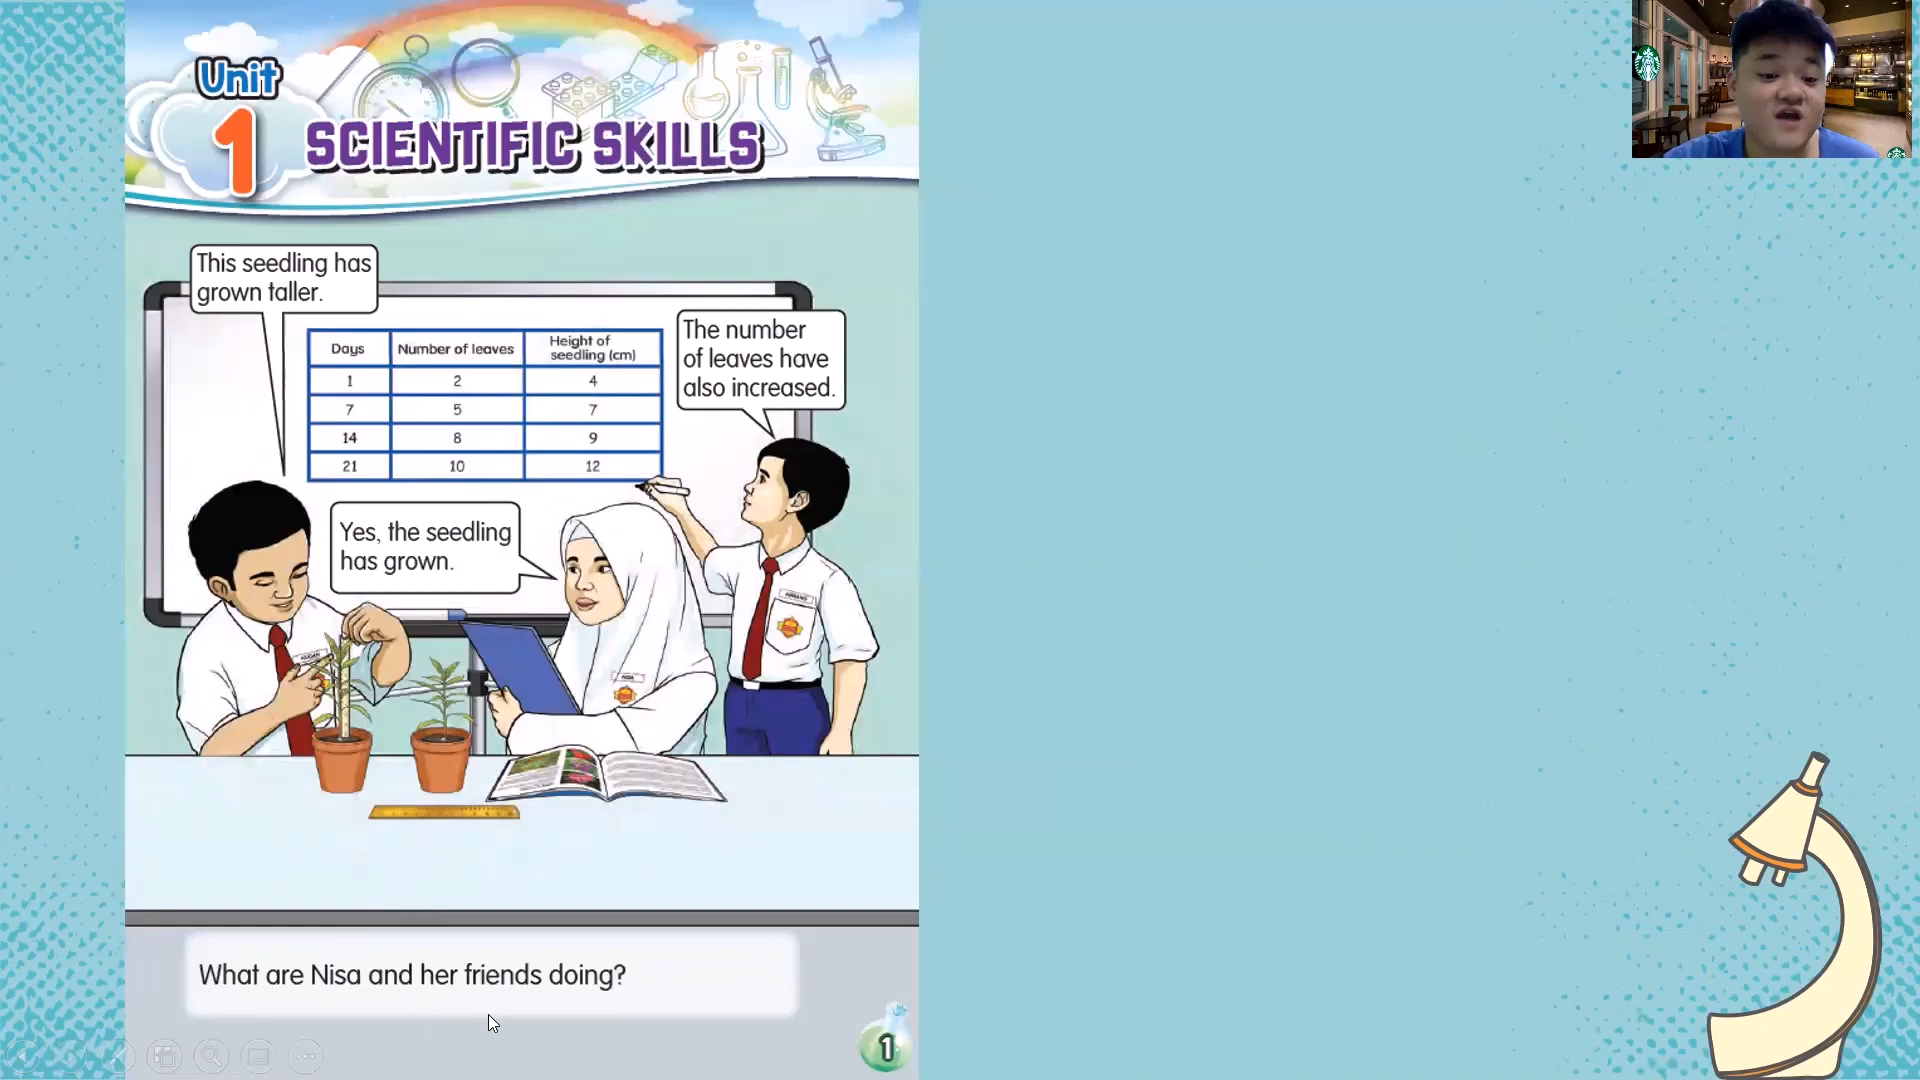 Unit
1
SCIENTIFIC SKILLS
This seedling has
grown taller.
The number
of leaves have
also increased.
Days Number of leaves Height of seedling (cm)
1 2 4
7 5 7
14 8 9
21 10 12
Yes, the seedling
has grown.
NISA
What are Nisa and her friends doing?
1